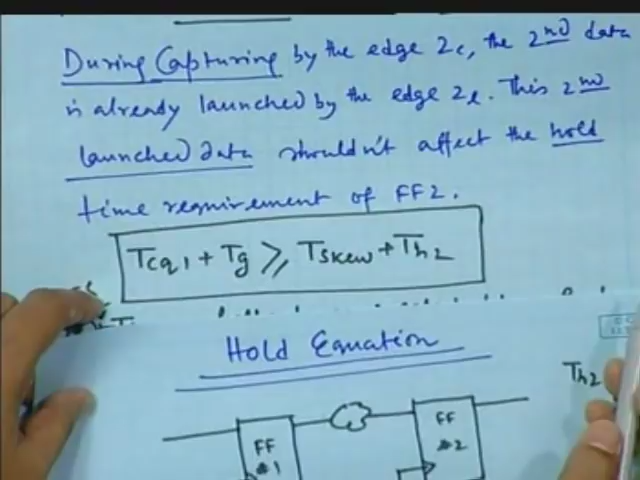 During Capturing by the edge 2c, the 2nd data
is already launched by the edge 2l. This 2nd
launched data shouldn't affect the hold
time requirement of FF2.
Tcq1 + Tg ≥ Tskew + Th2
Hold Equation
Th2
FF
#1
FF
#2